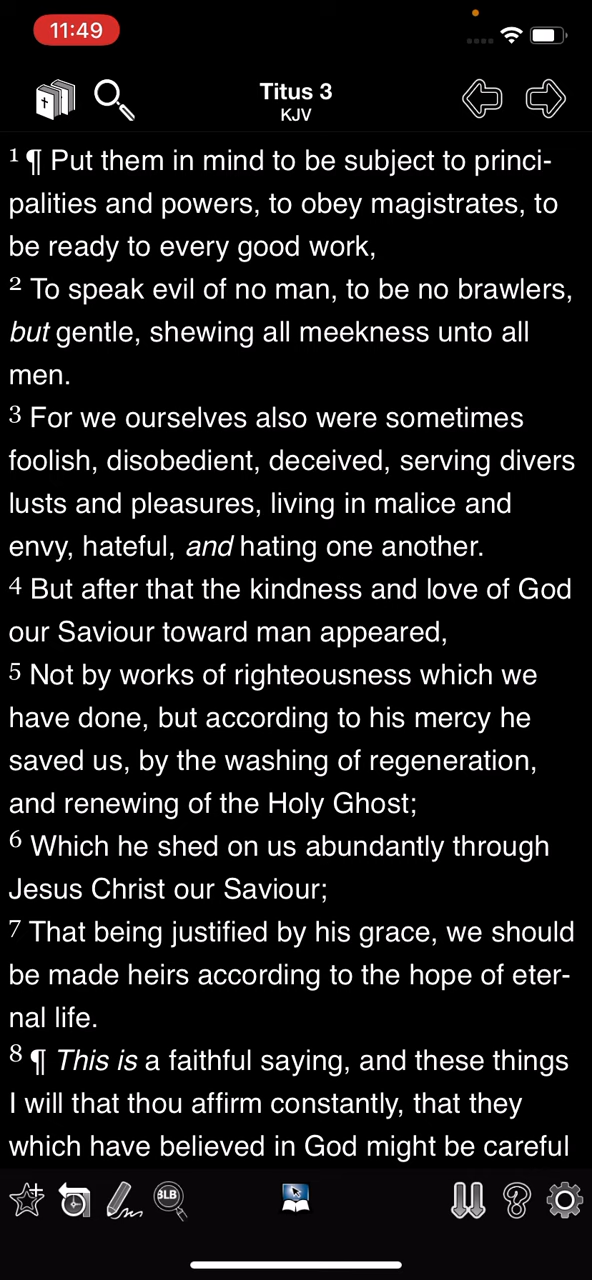 11:49
Titus 3
KJV
1 ¶ Put them in mind to be subject to princi-
palities and powers, to obey magistrates, to
be ready to every good work,
2 To speak evil of no man, to be no brawlers,
but gentle, shewing all meekness unto all
men.
3 For we ourselves also were sometimes
foolish, disobedient, deceived, serving divers
lusts and pleasures, living in malice and
envy, hateful, and hating one another.
4 But after that the kindness and love of God
our Saviour toward man appeared,
5 Not by works of righteousness which we
have done, but according to his mercy he
saved us, by the washing of regeneration,
and renewing of the Holy Ghost;
6 Which he shed on us abundantly through
Jesus Christ our Saviour;
7 That being justified by his grace, we should
be made heirs according to the hope of eter-
nal life.
8 ¶ This is a faithful saying, and these things
I will that thou affirm constantly, that they
which have believed in God might be careful
BLB